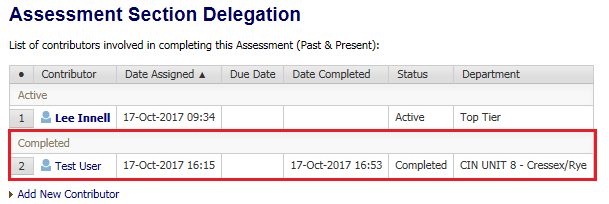 Assessment Section Delegation
List of contributors involved in completing this Assessment (Past & Present):
● Contributor Date Assigned ▲ Due Date Date Completed Status Department
Active
1 Lee Innell 17-Oct-2017 09:34 Active Top Tier
Completed
2 Test User 17-Oct-2017 16:15 17-Oct-2017 16:53 Completed CIN UNIT 8 - Cressex/Rye
Add New Contributor